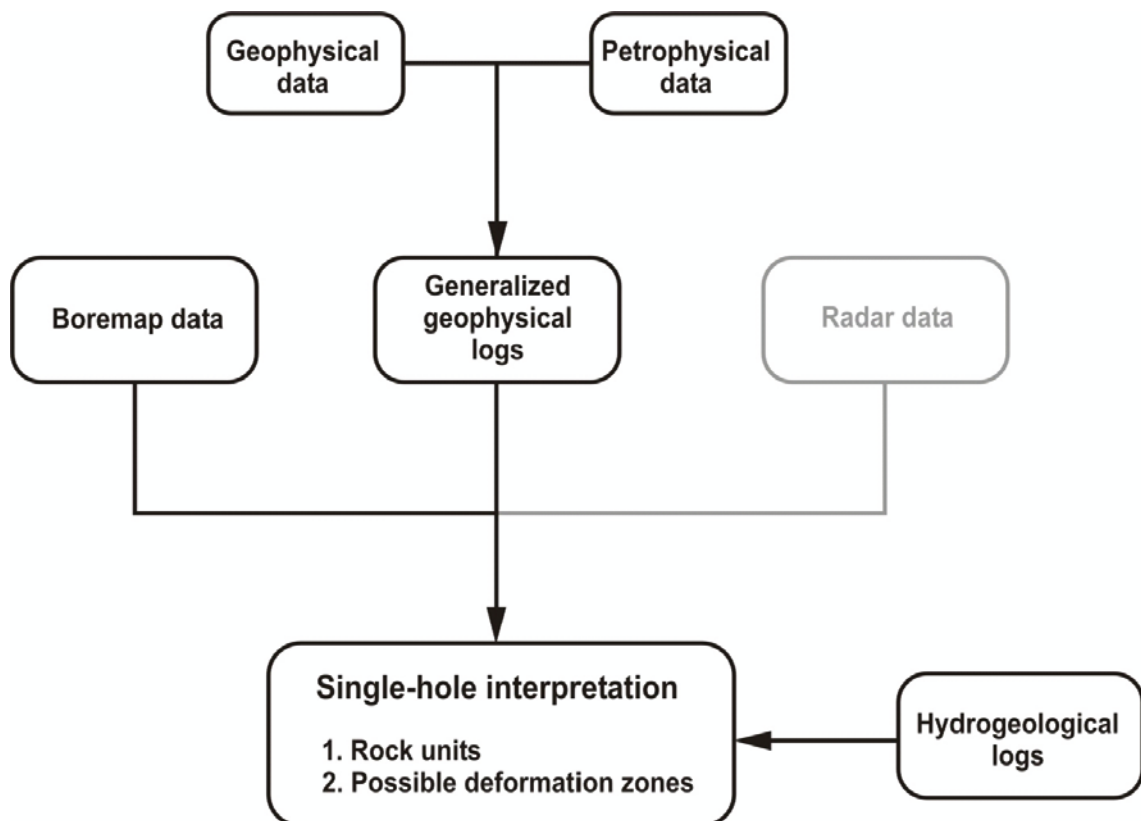 Geophysical
data
Petrophysical
data
Boremap data
Generalized
geophysical
logs
Radar data
Single-hole interpretation
1. Rock units
2. Possible deformation zones
Hydrogeological
logs